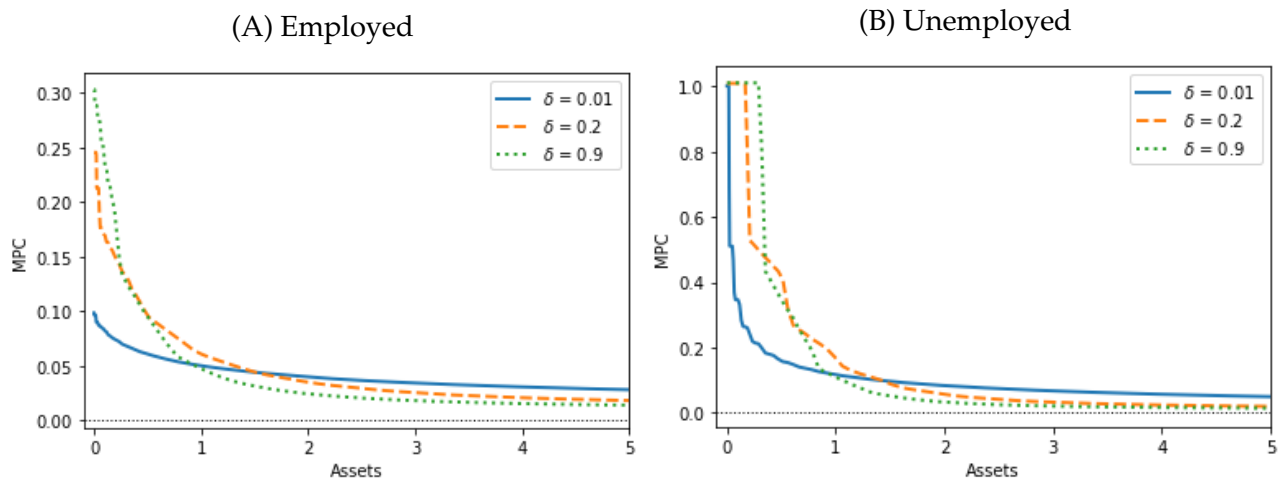 (A) Employed
0.30
0.25
0.20
0.15
0.10
0.05
0.00
MPC
0 1 2 3 4 5
Assets
δ = 0.01
δ = 0.2
δ = 0.9
(B) Unemployed
1.0
0.8
0.6
0.4
0.2
0.0
MPC
0 1 2 3 4 5
Assets
δ = 0.01
δ = 0.2
δ = 0.9